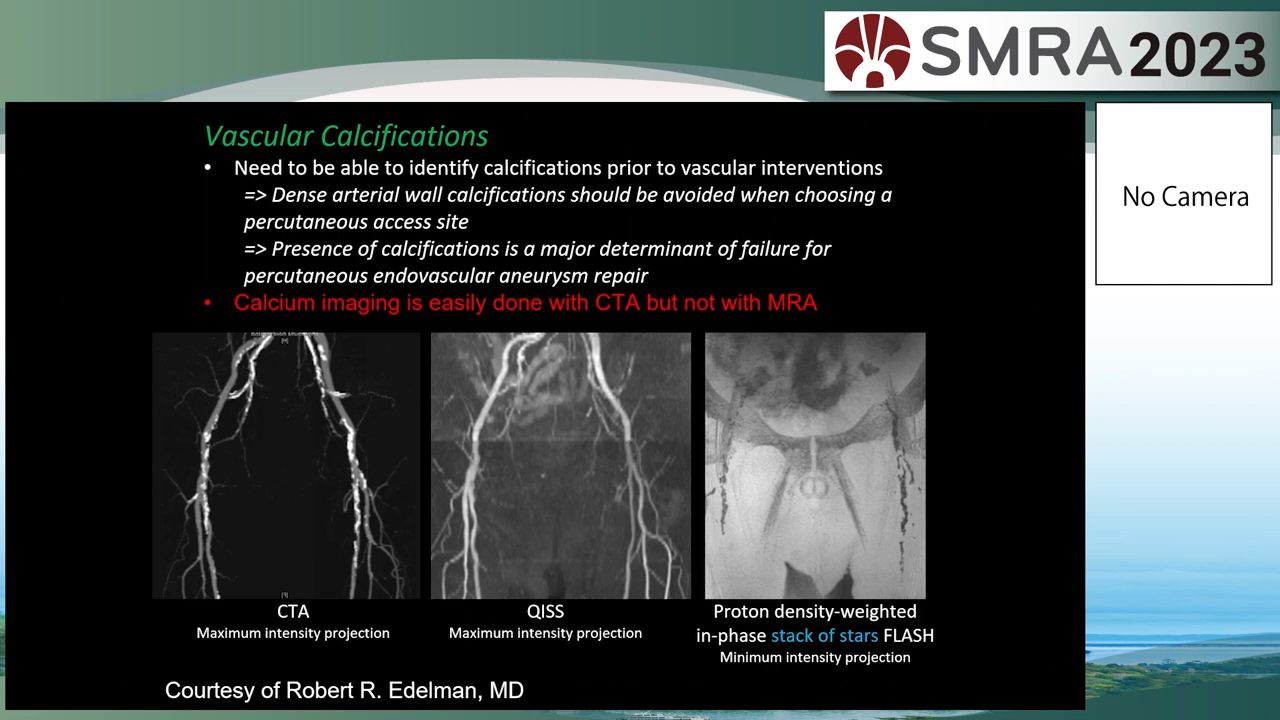 SMRA 2023
Vascular Calcifications
• Need to be able to identify calcifications prior to vascular interventions
=> Dense arterial wall calcifications should be avoided when choosing a
percutaneous access site
=> Presence of calcifications is a major determinant of failure for
percutaneous endovascular aneurysm repair
• Calcium imaging is easily done with CTA but not with MRA
No Camera
CTA
Maximum intensity projection
QISS
Maximum intensity projection
Proton density-weighted
in-phase stack of stars FLASH
Minimum intensity projection
Courtesy of Robert R. Edelman, MD